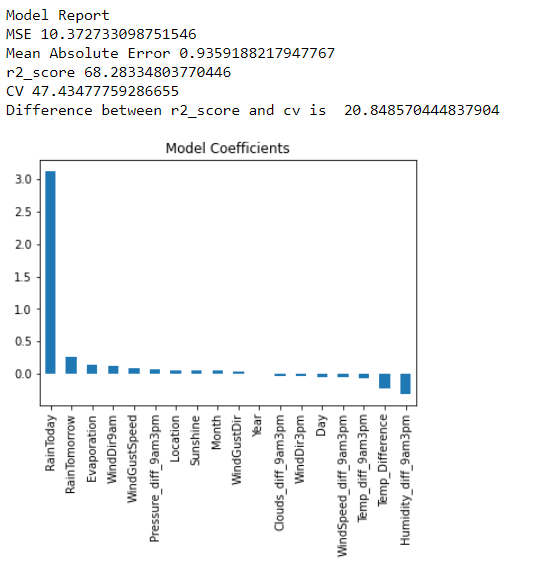 Model Report
MSE 10.372733098751546
Mean Absolute Error 0.9359188217947767
r2_score 68.28334803770446
CV 47.43477759286655
Difference between r2_score and cv is  20.848570444837904
Model Coefficients
3.0
2.5
2.0
1.5
1.0
0.5
0.0
RainToday
RainTomorrow
Evaporation
WindDir9am
WindGustSpeed
Pressure_diff_9am3pm
Location
Sunshine
Month
WindGustDir
Year
Clouds_diff_9am3pm
WindDir3pm
Day
WindSpeed_diff_9am3pm
Temp_diff_9am3pm
Temp_Difference
Humidity_diff_9am3pm